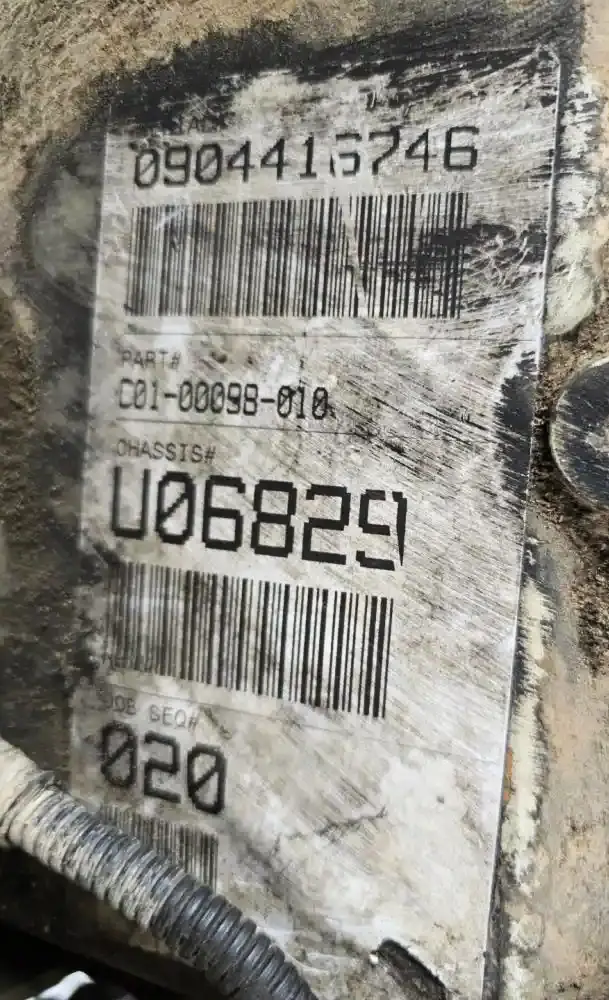 0904416746
PART#
C01-00098-010
CHASSIS#
U06829
JOB SEQ#
020